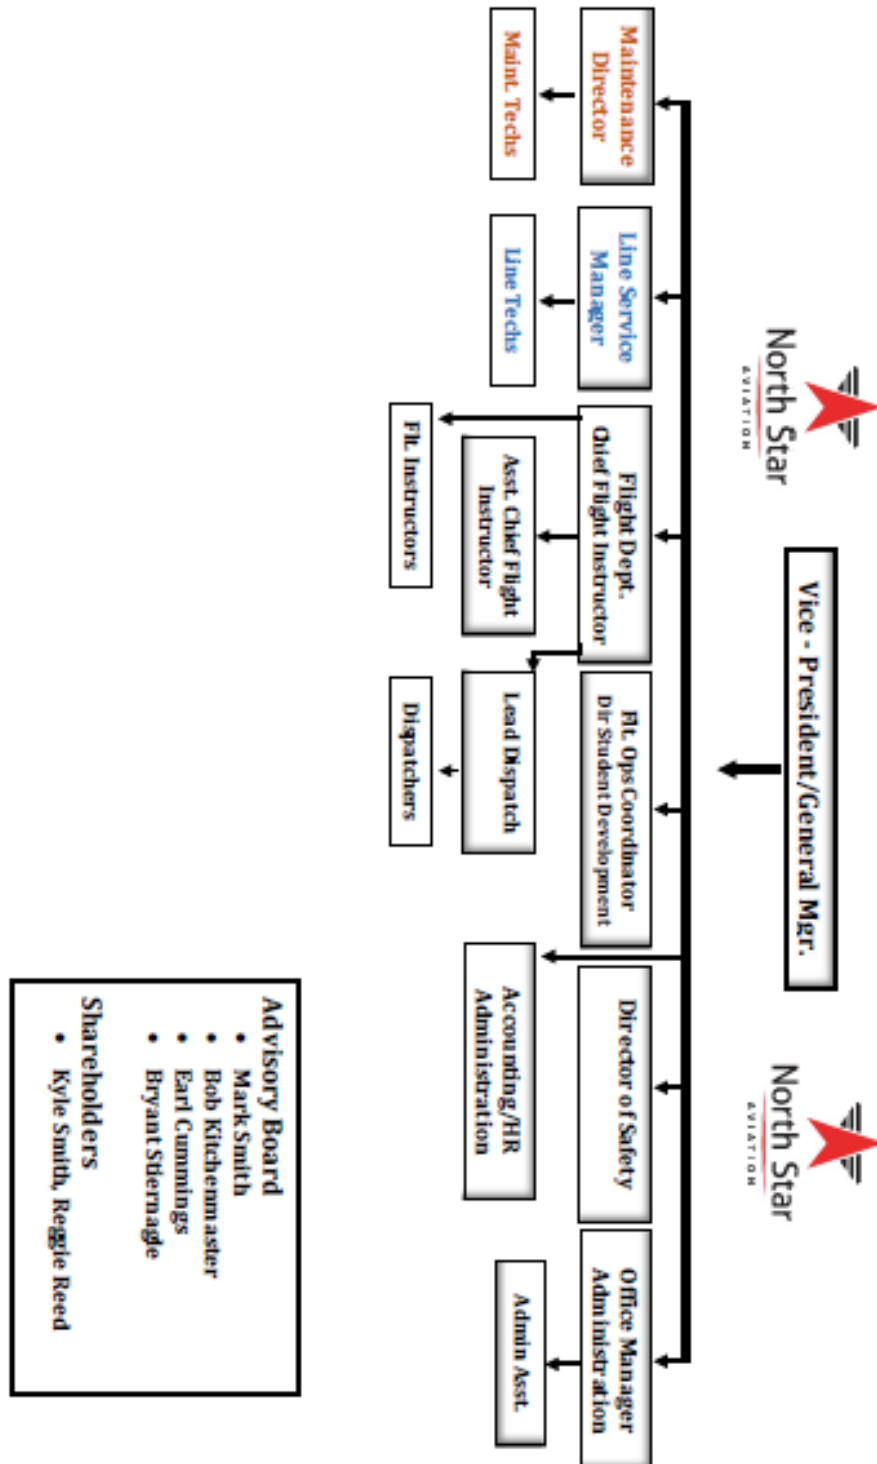 North Star
AVIATION
North Star
AVIATION
Vice - President/General Mgr.
Maintenance
Director
Line Service
Manager
Flight Dept.
Chief Flight Instructor
Flt. Ops Coordinator
Dir Student Development
Director of Safety
Office Manager
Administration
Maint. Techs
Line Techs
Asst. Chief Flight
Instructor
Lead Dispatch
Accounting/HR
Administration
Admin Asst.
Flt. Instructors
Dispatchers
Advisory Board
• Mark Smith
• Bob Kitchenmaster
• Earl Cummings
• Bryant Stiernagle
Shareholders
• Kyle Smith, Reggie Reed